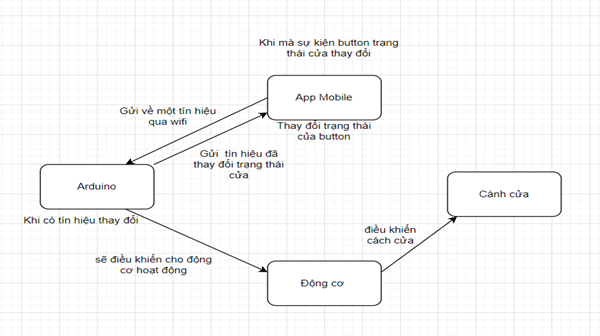 Khi mà sự kiện button trạng
thái cửa thay đổi
App Mobile
Gửi về một tín hiệu
qua wifi
Thay đổi trạng thái
của button
Gửi tín hiệu đã
thay đổi trạng thái
cửa
Arduino
Cánh cửa
Khi có tín hiệu thay đổi
điều khiển
cách cửa
sẽ điều khiển cho động
cơ hoạt động
Động cơ